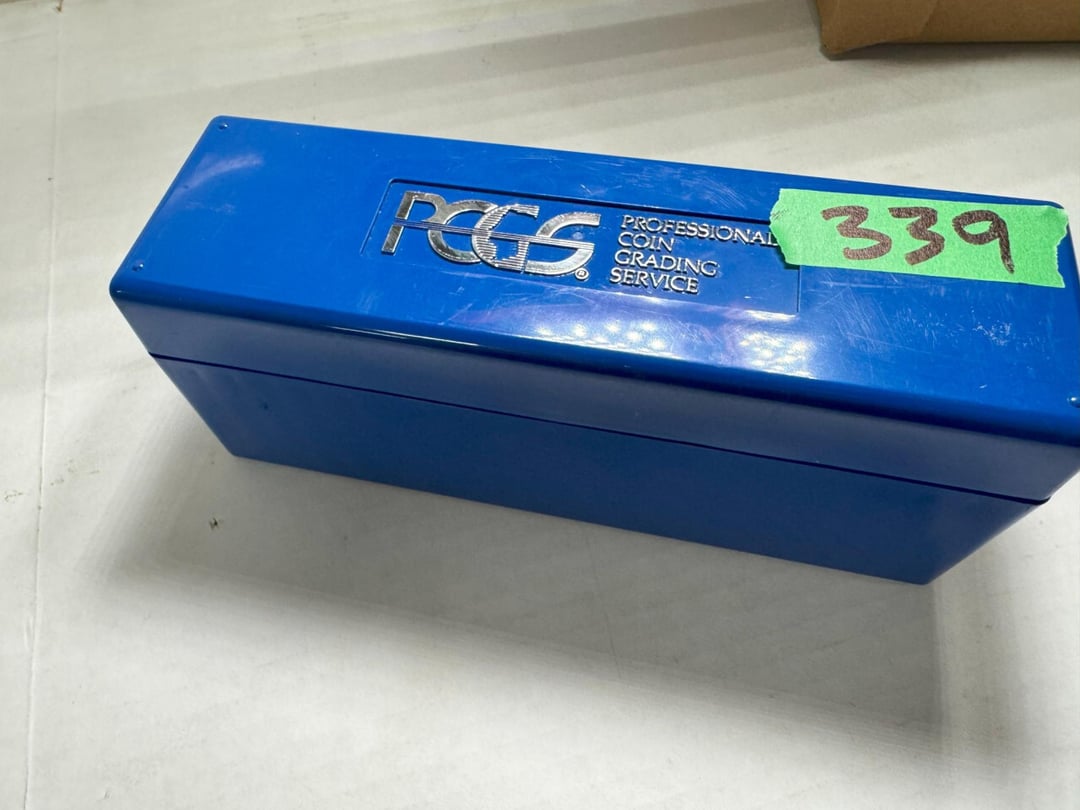 PCGS®
PROFESSIONAL
COIN
GRADING
SERVICE
339